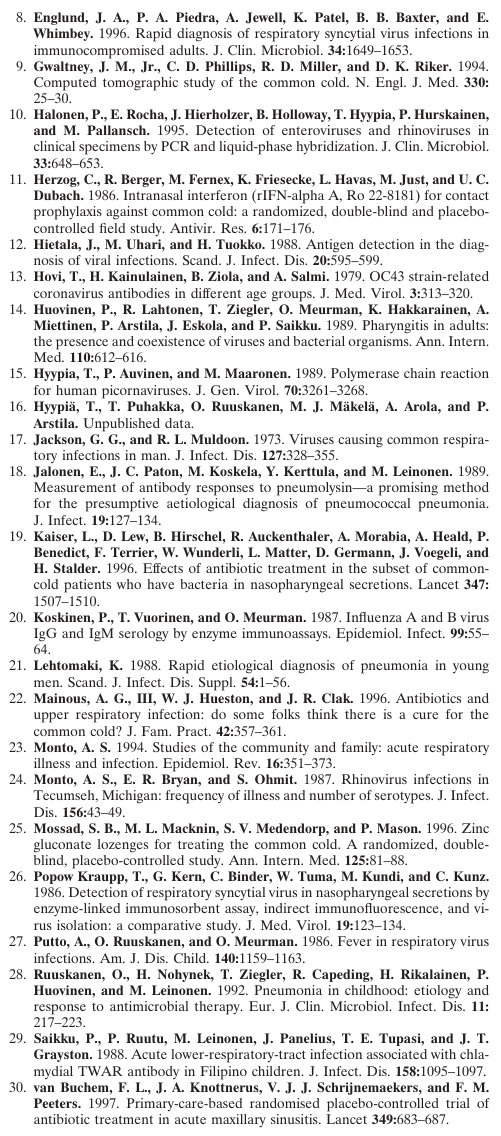 8. Englund, J. A., P. A. Piedra, A. Jewell, K. Patel, B. B. Baxter, and E.
Whimbey. 1996. Rapid diagnosis of respiratory syncytial virus infections in
immunocompromised adults. J. Clin. Microbiol. 34:1649–1653.
9. Gwaltney, J. M., Jr., C. D. Phillips, R. D. Miller, and D. K. Riker. 1994.
Computed tomographic study of the common cold. N. Engl. J. Med. 330:
25–30.
10. Halonen, P., E. Rocha, J. Hierholzer, B. Holloway, T. Hyypia, P. Hurskainen,
and M. Pallansch. 1995. Detection of enteroviruses and rhinoviruses in
clinical specimens by PCR and liquid-phase hybridization. J. Clin. Microbiol.
33:648–653.
11. Herzog, C., R. Berger, M. Fernex, K. Friesecke, L. Havas, M. Just, and U. C.
Dubach. 1986. Intranasal interferon (rIFN-alpha A, Ro 22-8181) for contact
prophylaxis against common cold: a randomized, double-blind and placebo-
controlled field study. Antivir. Res. 6:171–176.
12. Hietala, J., M. Uhari, and H. Tuokko. 1988. Antigen detection in the diag-
nosis of viral infections. Scand. J. Infect. Dis. 20:595–599.
13. Hovi, T., H. Kainulainen, B. Ziola, and A. Salmi. 1979. OC43 strain-related
coronavirus antibodies in different age groups. J. Med. Virol. 3:313–320.
14. Huovinen, P., R. Lahtonen, T. Ziegler, O. Meurman, K. Hakkarainen, A.
Miettinen, P. Arstila, J. Eskola, and P. Saikku. 1989. Pharyngitis in adults:
the presence and coexistence of viruses and bacterial organisms. Ann. Intern.
Med. 110:612–616.
15. Hyypia, T., P. Auvinen, and M. Maaronen. 1989. Polymerase chain reaction
for human picornaviruses. J. Gen. Virol. 70:3261–3268.
16. Hyypiä, T., T. Puhakka, O. Ruuskanen, M. J. Mäkelä, A. Arola, and P.
Arstila. Unpublished data.
17. Jackson, G. G., and R. L. Muldoon. 1973. Viruses causing common respira-
tory infections in man. J. Infect. Dis. 127:328–355.
18. Jalonen, E., J. C. Paton, M. Koskela, Y. Kerttula, and M. Leinonen. 1989.
Measurement of antibody responses to pneumolysin—a promising method
for the presumptive aetiological diagnosis of pneumococcal pneumonia.
J. Infect. 19:127–134.
19. Kaiser, L., D. Lew, B. Hirschel, R. Auckenthaler, A. Morabia, A. Heald, P.
Benedict, F. Terrier, W. Wunderli, L. Matter, D. Germann, J. Voegeli, and
H. Stalder. 1996. Effects of antibiotic treatment in the subset of common-
cold patients who have bacteria in nasopharyngeal secretions. Lancet 347:
1507–1510.
20. Koskinen, P., T. Vuorinen, and O. Meurman. 1987. Influenza A and B virus
IgG and IgM serology by enzyme immunoassays. Epidemiol. Infect. 99:55–
64.
21. Lehtomaki, K. 1988. Rapid etiological diagnosis of pneumonia in young
men. Scand. J. Infect. Dis. Suppl. 54:1–56.
22. Mainous, A. G., III, W. J. Hueston, and J. R. Clak. 1996. Antibiotics and
upper respiratory infection: do some folks think there is a cure for the
common cold? J. Fam. Pract. 42:357–361.
23. Monto, A. S. 1994. Studies of the community and family: acute respiratory
illness and infection. Epidemiol. Rev. 16:351–373.
24. Monto, A. S., E. R. Bryan, and S. Ohmit. 1987. Rhinovirus infections in
Tecumseh, Michigan: frequency of illness and number of serotypes. J. Infect.
Dis. 156:43–49.
25. Mossad, S. B., M. L. Macknin, S. V. Medendorp, and P. Mason. 1996. Zinc
gluconate lozenges for treating the common cold. A randomized, double-
blind, placebo-controlled study. Ann. Intern. Med. 125:81–88.
26. Popow Kraupp, T., G. Kern, C. Binder, W. Tuma, M. Kundi, and C. Kunz.
1986. Detection of respiratory syncytial virus in nasopharyngeal secretions by
enzyme-linked immunosorbent assay, indirect immunofluorescence, and vi-
rus isolation: a comparative study. J. Med. Virol. 19:123–134.
27. Putto, A., O. Ruuskanen, and O. Meurman. 1986. Fever in respiratory virus
infections. Am. J. Dis. Child. 140:1159–1163.
28. Ruuskanen, O., H. Nohynek, T. Ziegler, R. Capeding, H. Rikalainen, P.
Huovinen, and M. Leinonen. 1992. Pneumonia in childhood: etiology and
response to antimicrobial therapy. Eur. J. Clin. Microbiol. Infect. Dis. 11:
217–223.
29. Saikku, P., P. Ruutu, M. Leinonen, J. Panelius, T. E. Tupasi, and J. T.
Grayston. 1988. Acute lower-respiratory-tract infection associated with chla-
mydial TWAR antibody in Filipino children. J. Infect. Dis. 158:1095–1097.
30. van Buchem, F. L., J. A. Knottnerus, V. J. J. Schrijnemaekers, and F. M.
Peeters. 1997. Primary-care-based randomised placebo-controlled trial of
antibiotic treatment in acute maxillary sinusitis. Lancet 349:683–687.